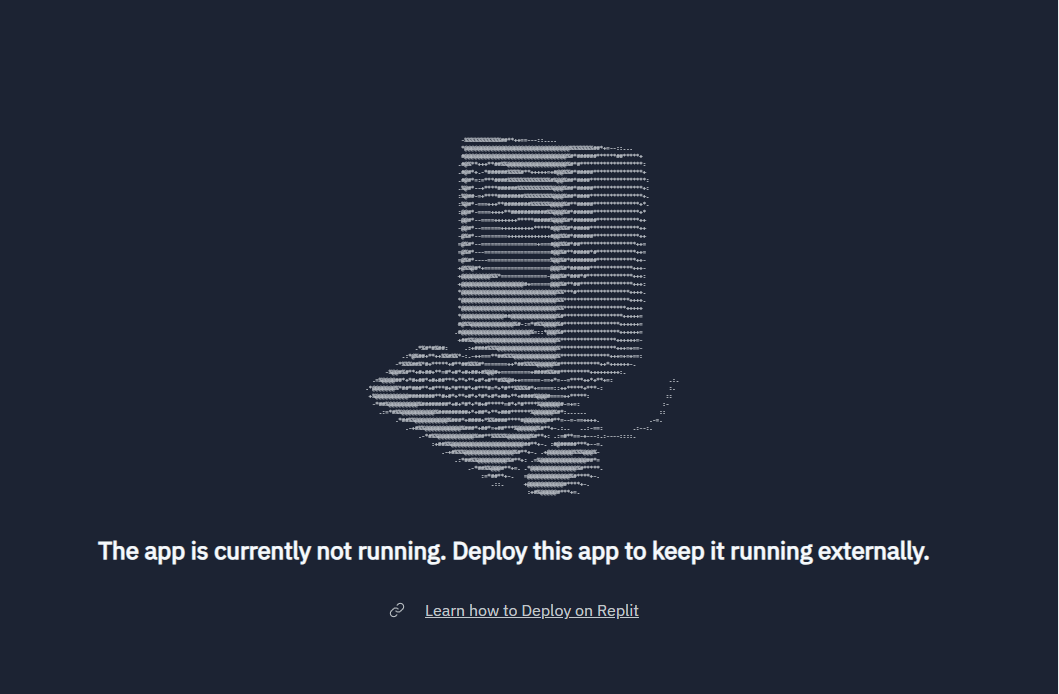 The app is currently not running. Deploy this app to keep it running externally.
Learn how to Deploy on Replit